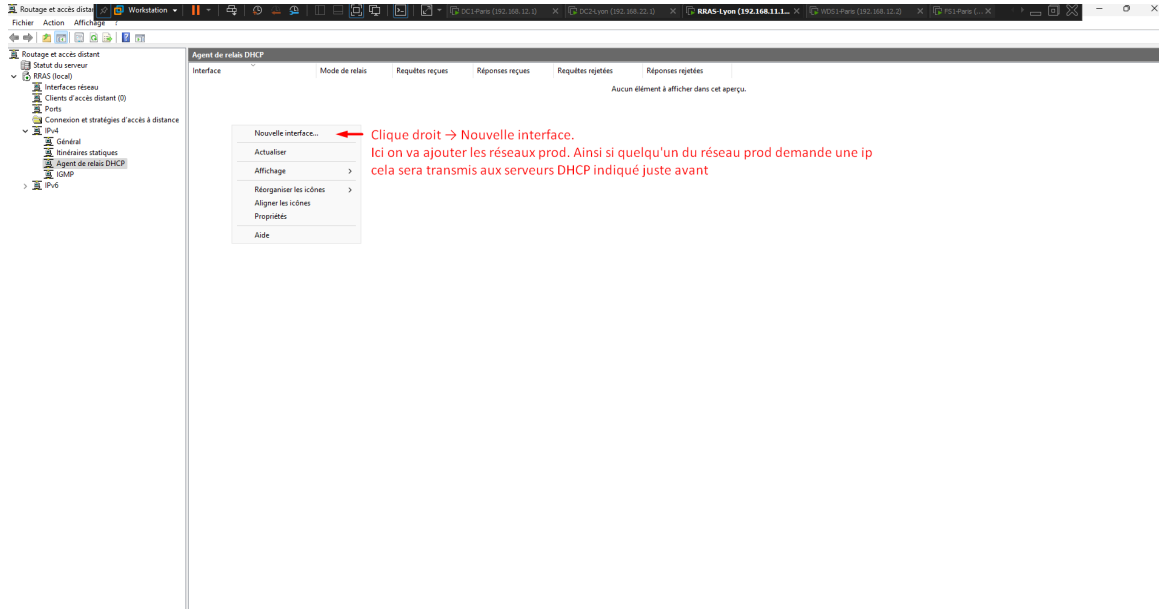 Routage et accès distan
Workstation
DC1-Paris (192.168.12.1)
DC2-Lyon (192.168.22.1)
RRAS-Lyon (192.168.11.1...
WDS1-Paris (192.168.12.2)
FS1-Paris (...
Fichier Action Affichage ?
Routage et accès distant
Statut du serveur
RRAS (local)
Interfaces réseau
Clients d'accès distant (0)
Ports
Connexion et stratégies d'accès à distance
IPv4
Général
Itinéraires statiques
Agent de relais DHCP
IGMP
IPv6
Agent de relais DHCP
Interface Mode de relais Requêtes reçues Réponses reçues Requêtes rejetées Réponses rejetées
Aucun élément à afficher dans cet aperçu.
Nouvelle interface...
Actualiser
Affichage
Réorganiser les icônes
Aligner les icônes
Propriétés
Aide
Clique droit → Nouvelle interface.
Ici on va ajouter les réseaux prod. Ainsi si quelqu'un du réseau prod demande une ip
cela sera transmis aux serveurs DHCP indiqué juste avant